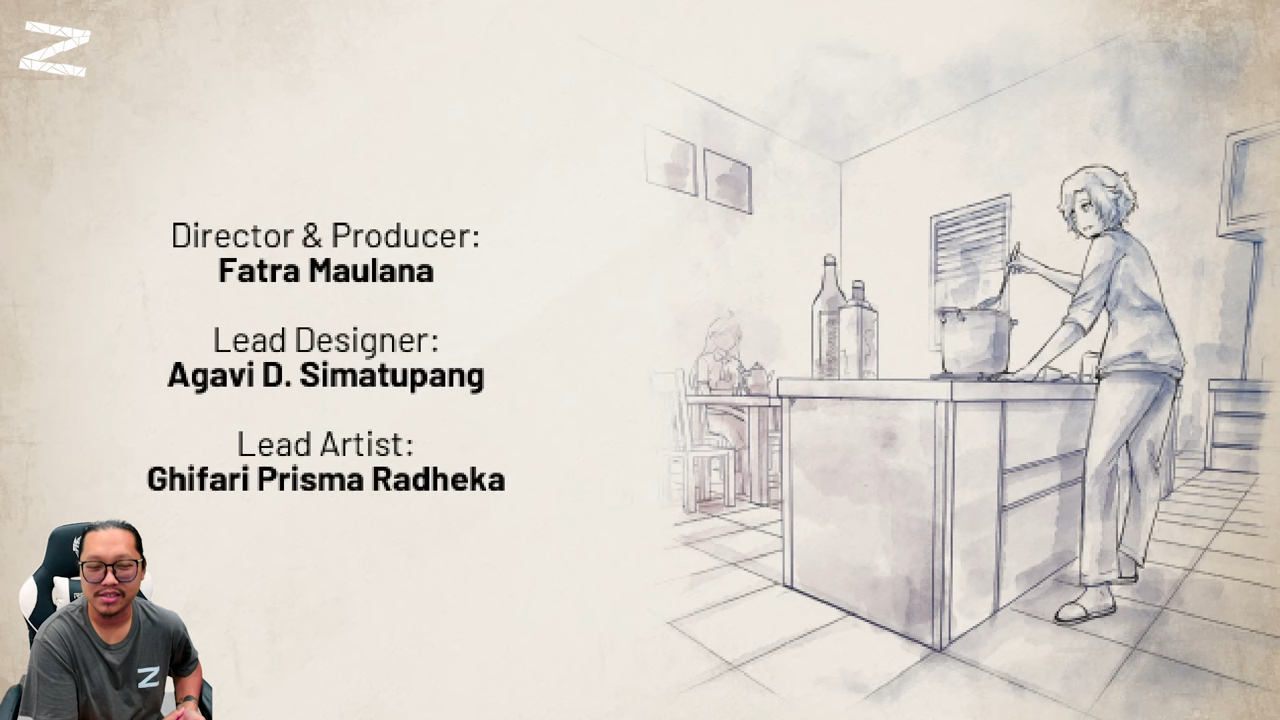 Z
Director & Producer:
Fatra Maulana
Lead Designer:
Agavi D. Simatupang
Lead Artist:
Ghifari Prisma Radheka
Z